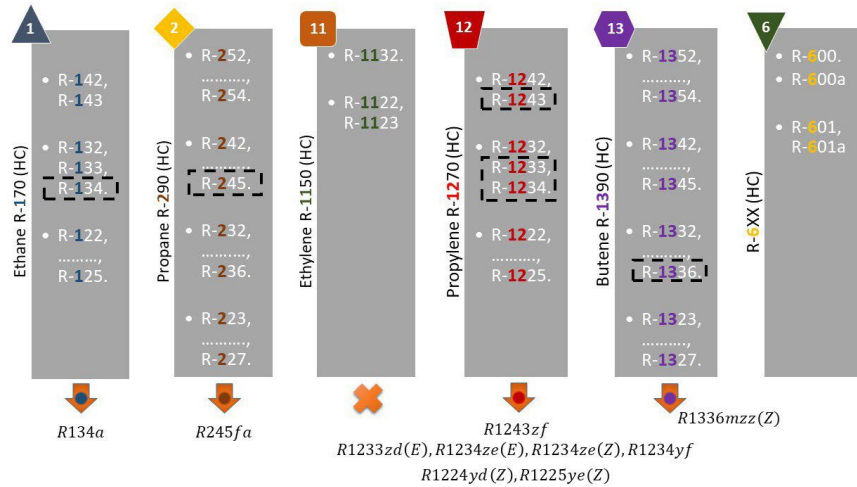 1
Ethane R-170 (HC)
• R-142,
R-143
• R-132,
R-133,
R-134.
• R-122,
..........,
R-125.
R134a
2
Propane R-290 (HC)
• R-252,
..........,
R-254.
• R-242,
..........,
R-245.
• R-232,
..........,
R-236.
• R-223,
..........,
R-227.
R245fa
11
Ethylene R-1150 (HC)
• R-1132.
• R-1122,
R-1123
12
Propylene R-1270 (HC)
• R-1242,
R-1243
• R-1232,
R-1233,
R-1234.
• R-1222,
..........,
R-1225.
R1243zf
R1233zd(E), R1234ze(E), R1234ze(Z), R1234yf
R1224yd(Z), R1225ye(Z)
13
Butene R-1390 (HC)
• R-1352,
..........,
R-1354.
• R-1342,
..........,
R-1345.
• R-1332,
..........,
R-1336.
• R-1323,
..........,
R-1327.
R1336mzz(Z)
6
R-6XX (HC)
• R-600.
• R-600a
• R-601,
R-601a